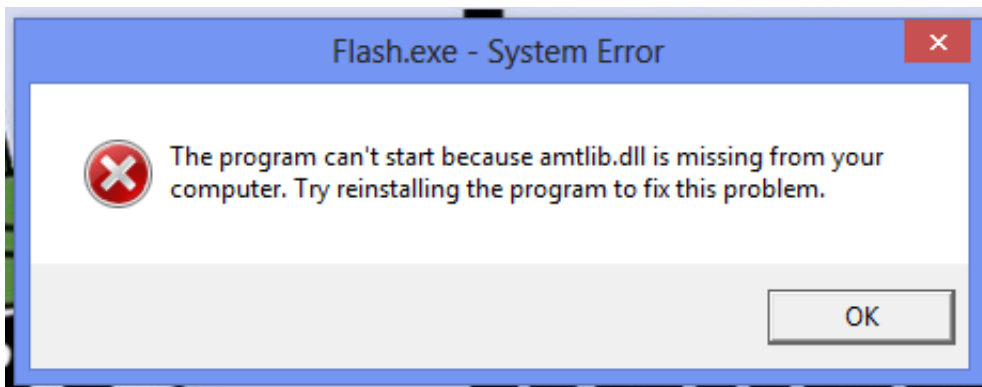 Flash.exe - System Error
The program can't start because amtlib.dll is missing from your
computer. Try reinstalling the program to fix this problem.
OK